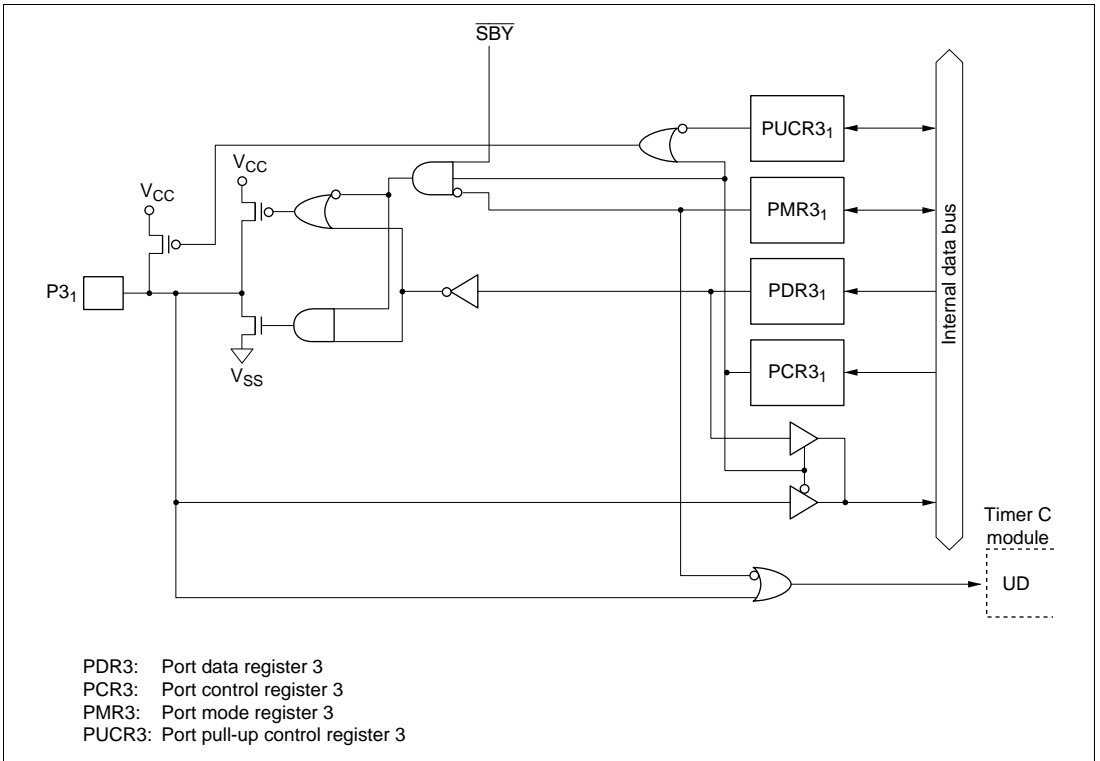 SBY
PUCR3₁
V_CC
V_CC
PMR3₁
Internal data bus
P3₁
PDR3₁
V_SS
PCR3₁
Timer C
module
UD
PDR3: Port data register 3
PCR3: Port control register 3
PMR3: Port mode register 3
PUCR3: Port pull-up control register 3